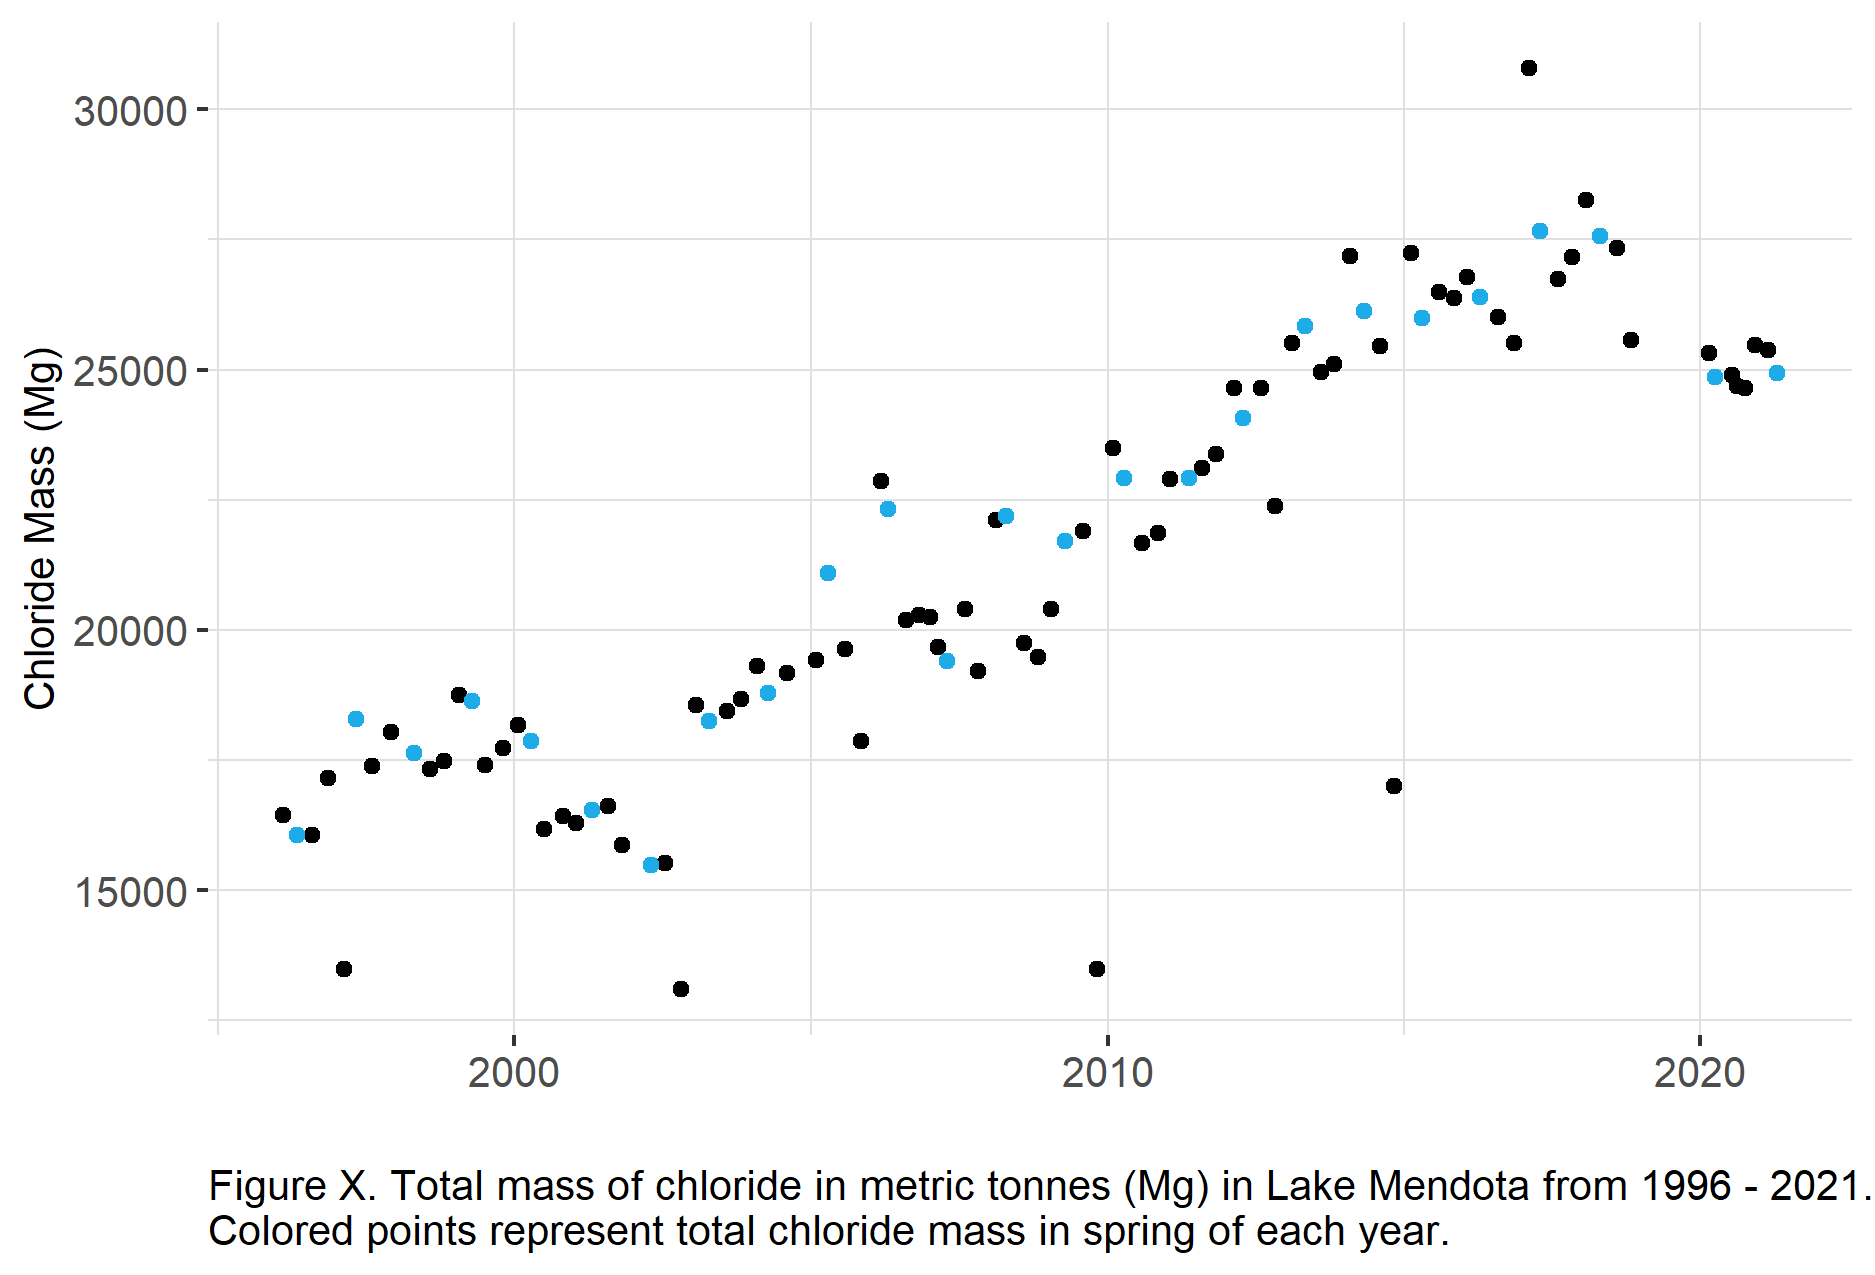 30000
25000
20000
15000
Chloride Mass (Mg)
2000 2010 2020
Figure X. Total mass of chloride in metric tonnes (Mg) in Lake Mendota from 1996 - 2021.
Colored points represent total chloride mass in spring of each year.